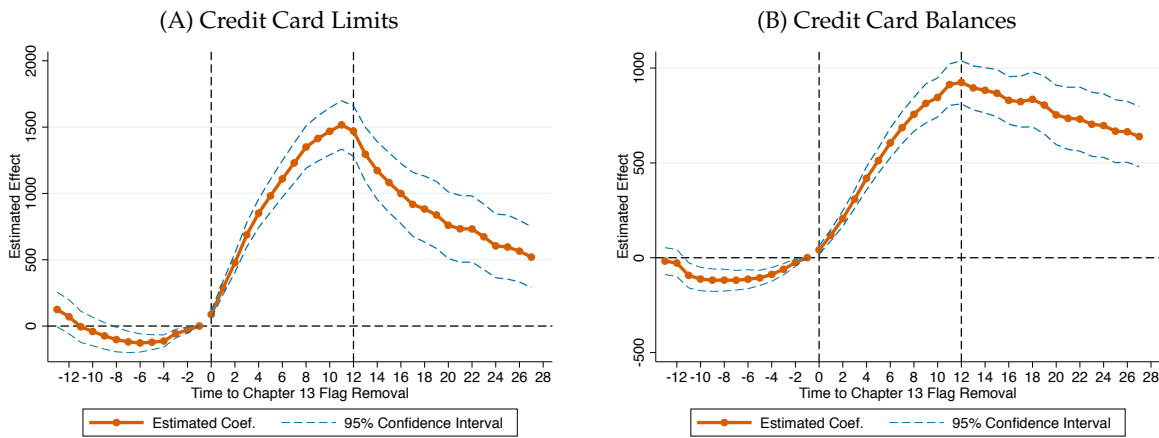 (A) Credit Card Limits
Estimated Effect
2000
1500
1000
500
0
-12 -10 -8 -6 -4 -2 0 2 4 6 8 10 12 14 16 18 20 22 24 26 28
Time to Chapter 13 Flag Removal
Estimated Coef. 95% Confidence Interval
(B) Credit Card Balances
Estimated Effect
1000
500
0
-500
-12 -10 -8 -6 -4 -2 0 2 4 6 8 10 12 14 16 18 20 22 24 26 28
Time to Chapter 13 Flag Removal
Estimated Coef. 95% Confidence Interval